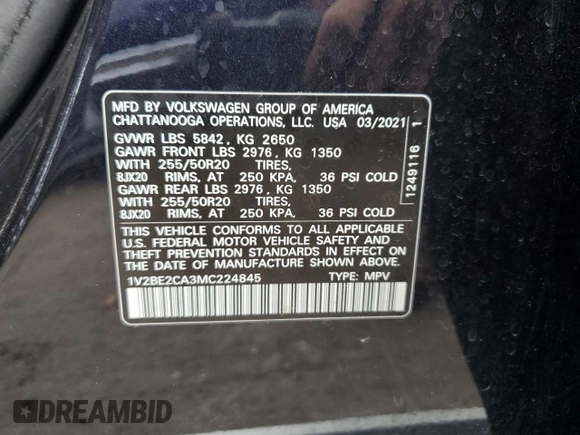 MFD BY VOLKSWAGEN GROUP OF AMERICA
CHATTANOOGA OPERATIONS, LLC. USA 03/2021
GVWR LBS 5842, KG 2650
GAWR FRONT LBS 2976, KG 1350
WITH 255/50R20 TIRES,
8JX20 RIMS, AT 250 KPA, 36 PSI COLD
GAWR REAR LBS 2976, KG 1350
WITH 255/50R20 TIRES,
8JX20 RIMS, AT 250 KPA, 36 PSI COLD
THIS VEHICLE CONFORMS TO ALL APPLICABLE
U.S. FEDERAL MOTOR VEHICLE SAFETY AND
THEFT PREVENTION STANDARDS IN EFFECT ON
THE DATE OF MANUFACTURE SHOWN ABOVE.
1V2BE2CA3MC224845 TYPE: MPV
1249116 1
DREAMBID